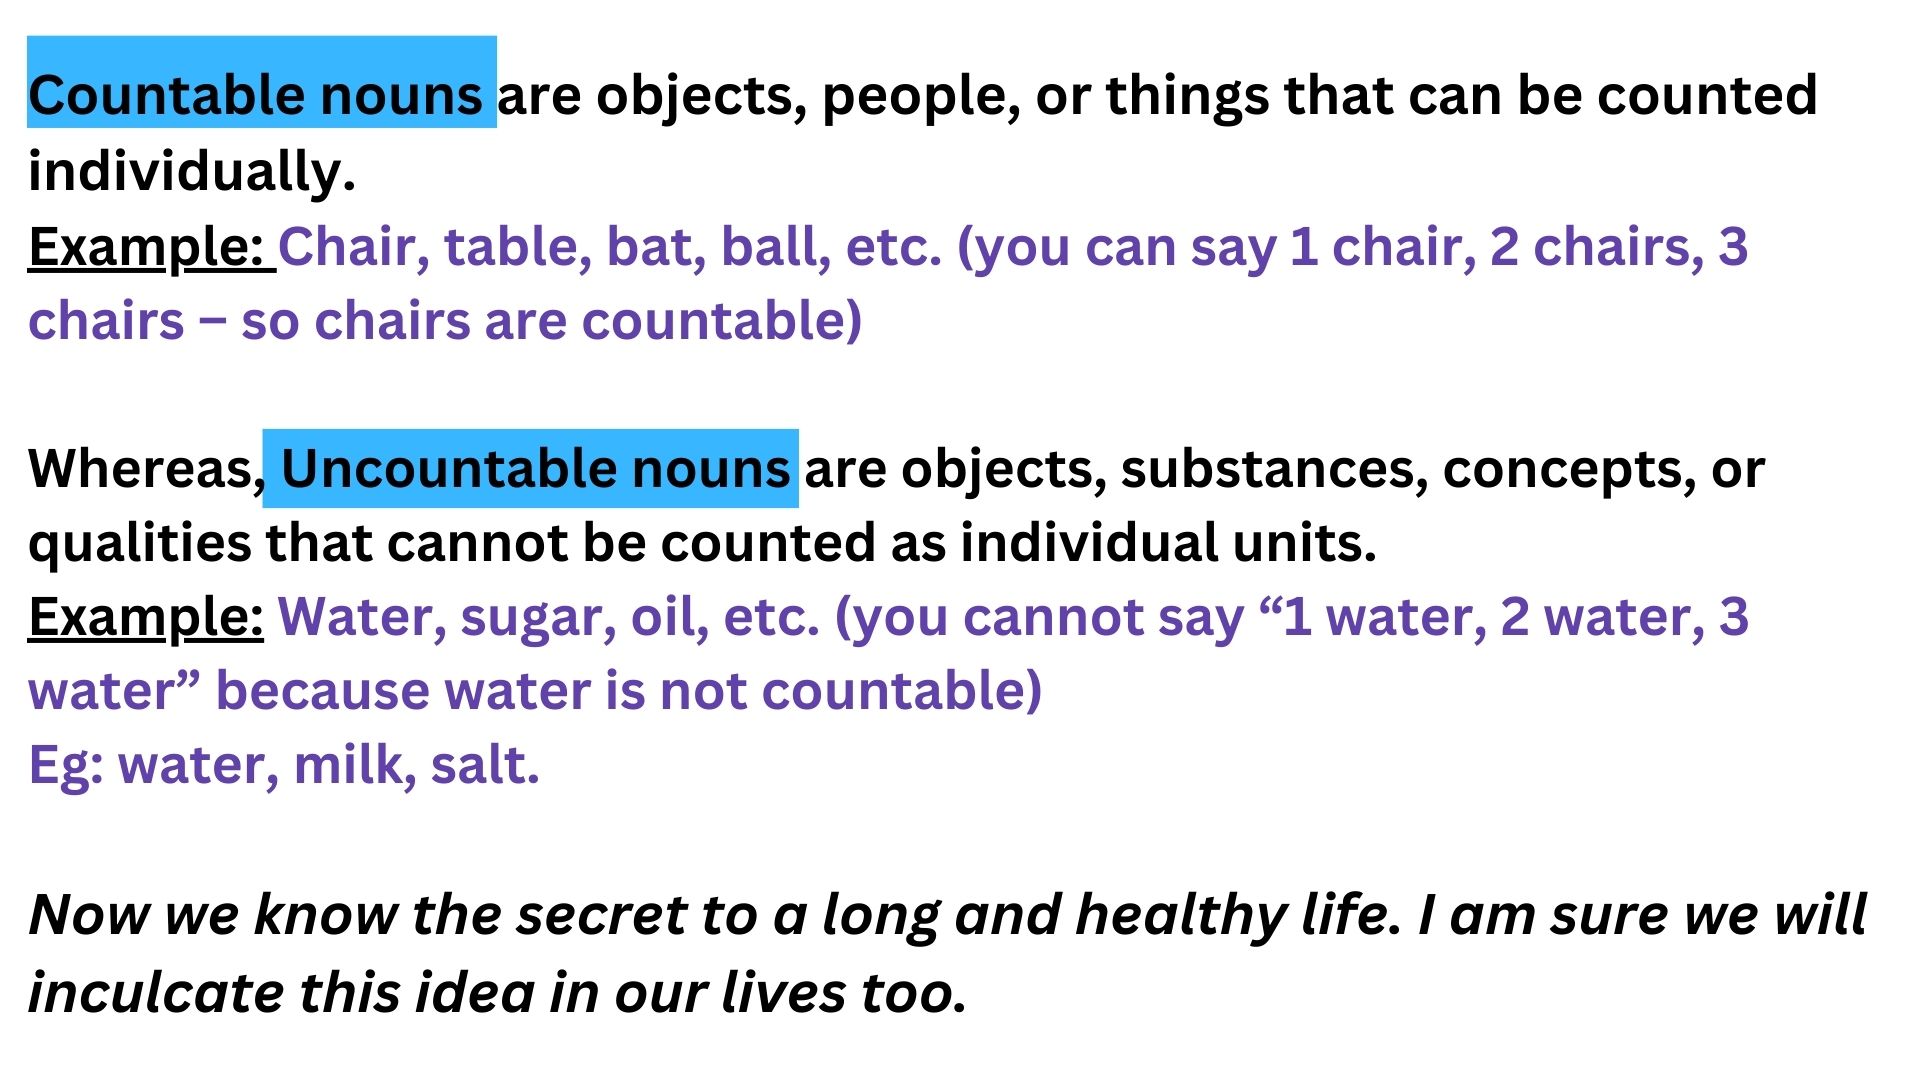 Countable nouns are objects, people, or things that can be counted
individually.
Example: Chair, table, bat, ball, etc. (you can say 1 chair, 2 chairs, 3
chairs – so chairs are countable)
Whereas, Uncountable nouns are objects, substances, concepts, or
qualities that cannot be counted as individual units.
Example: Water, sugar, oil, etc. (you cannot say “1 water, 2 water, 3
water” because water is not countable)
Eg: water, milk, salt.
Now we know the secret to a long and healthy life. I am sure we will
inculcate this idea in our lives too.